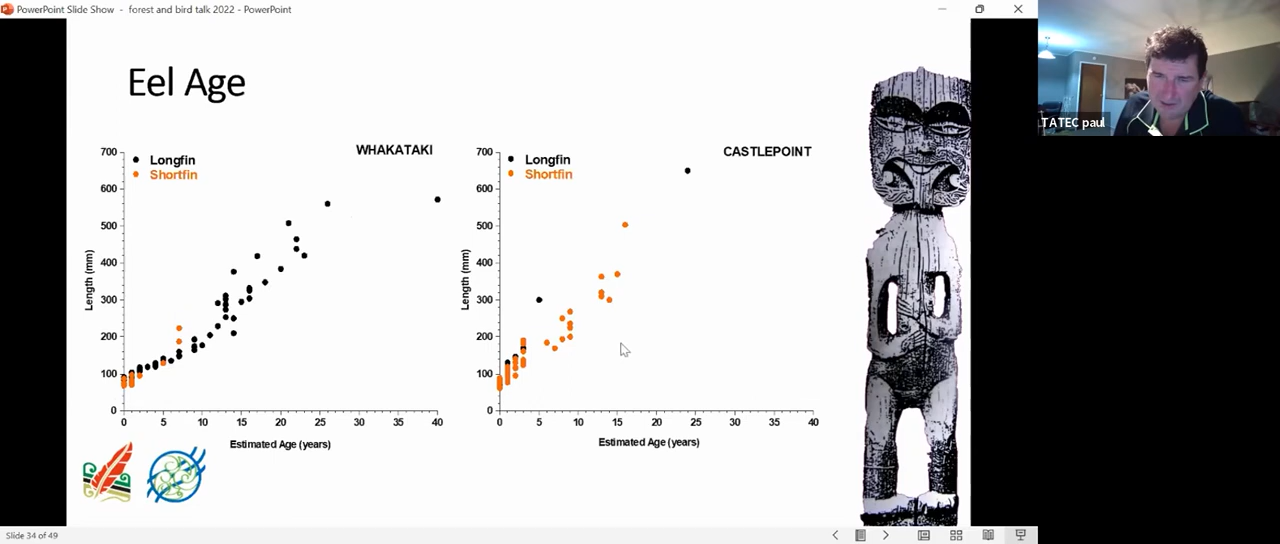 PowerPoint Slide Show - forest and bird talk 2022 - PowerPoint
TATEC paul
Eel Age
WHAKATAKI
Longfin
Shortfin
700
600
500
400
300
200
100
0
Length (mm)
0 5 10 15 20 25 30 35 40
Estimated Age (years)
CASTLEPOINT
Longfin
Shortfin
700
600
500
400
300
200
100
0
Length (mm)
0 5 10 15 20 25 30 35 40
Estimated Age (years)
Slide 34 of 49